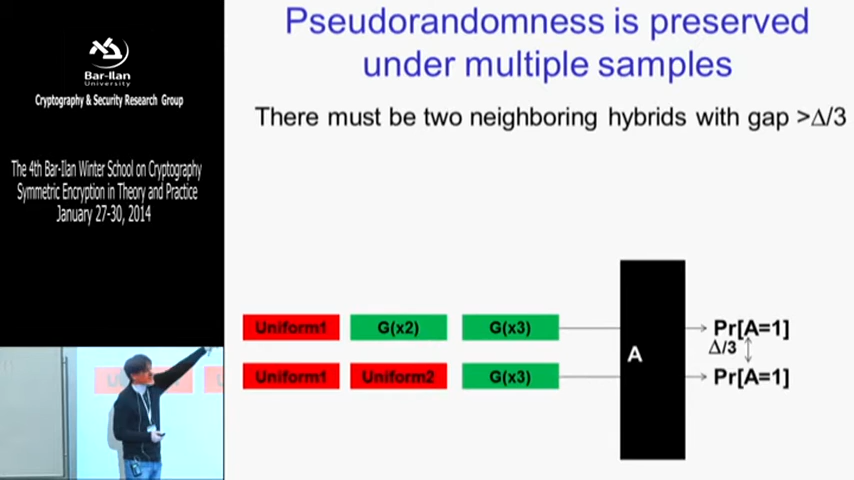 Bar-Ilan
University
Cryptography & Security Research Group
The 4th Bar-Ilan Winter School on Cryptography
Symmetric Encryption in Theory and Practice
January 27-30, 2014
Pseudorandomness is preserved
under multiple samples
There must be two neighboring hybrids with gap >Δ/3
Uniform1 G(x2) G(x3) Pr[A=1]
A Δ/3
Uniform1 Uniform2 G(x3) Pr[A=1]